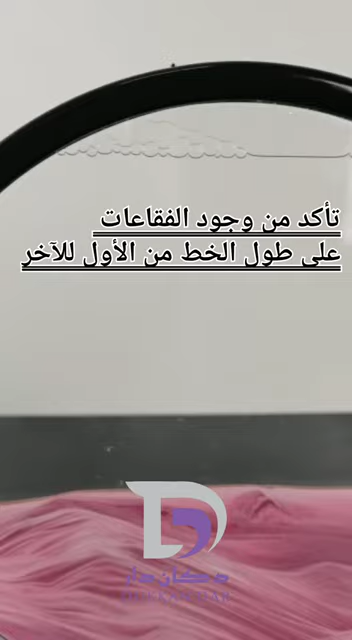 تأكد من وجود الفقاعات
على طول الخط من الأول للآخر